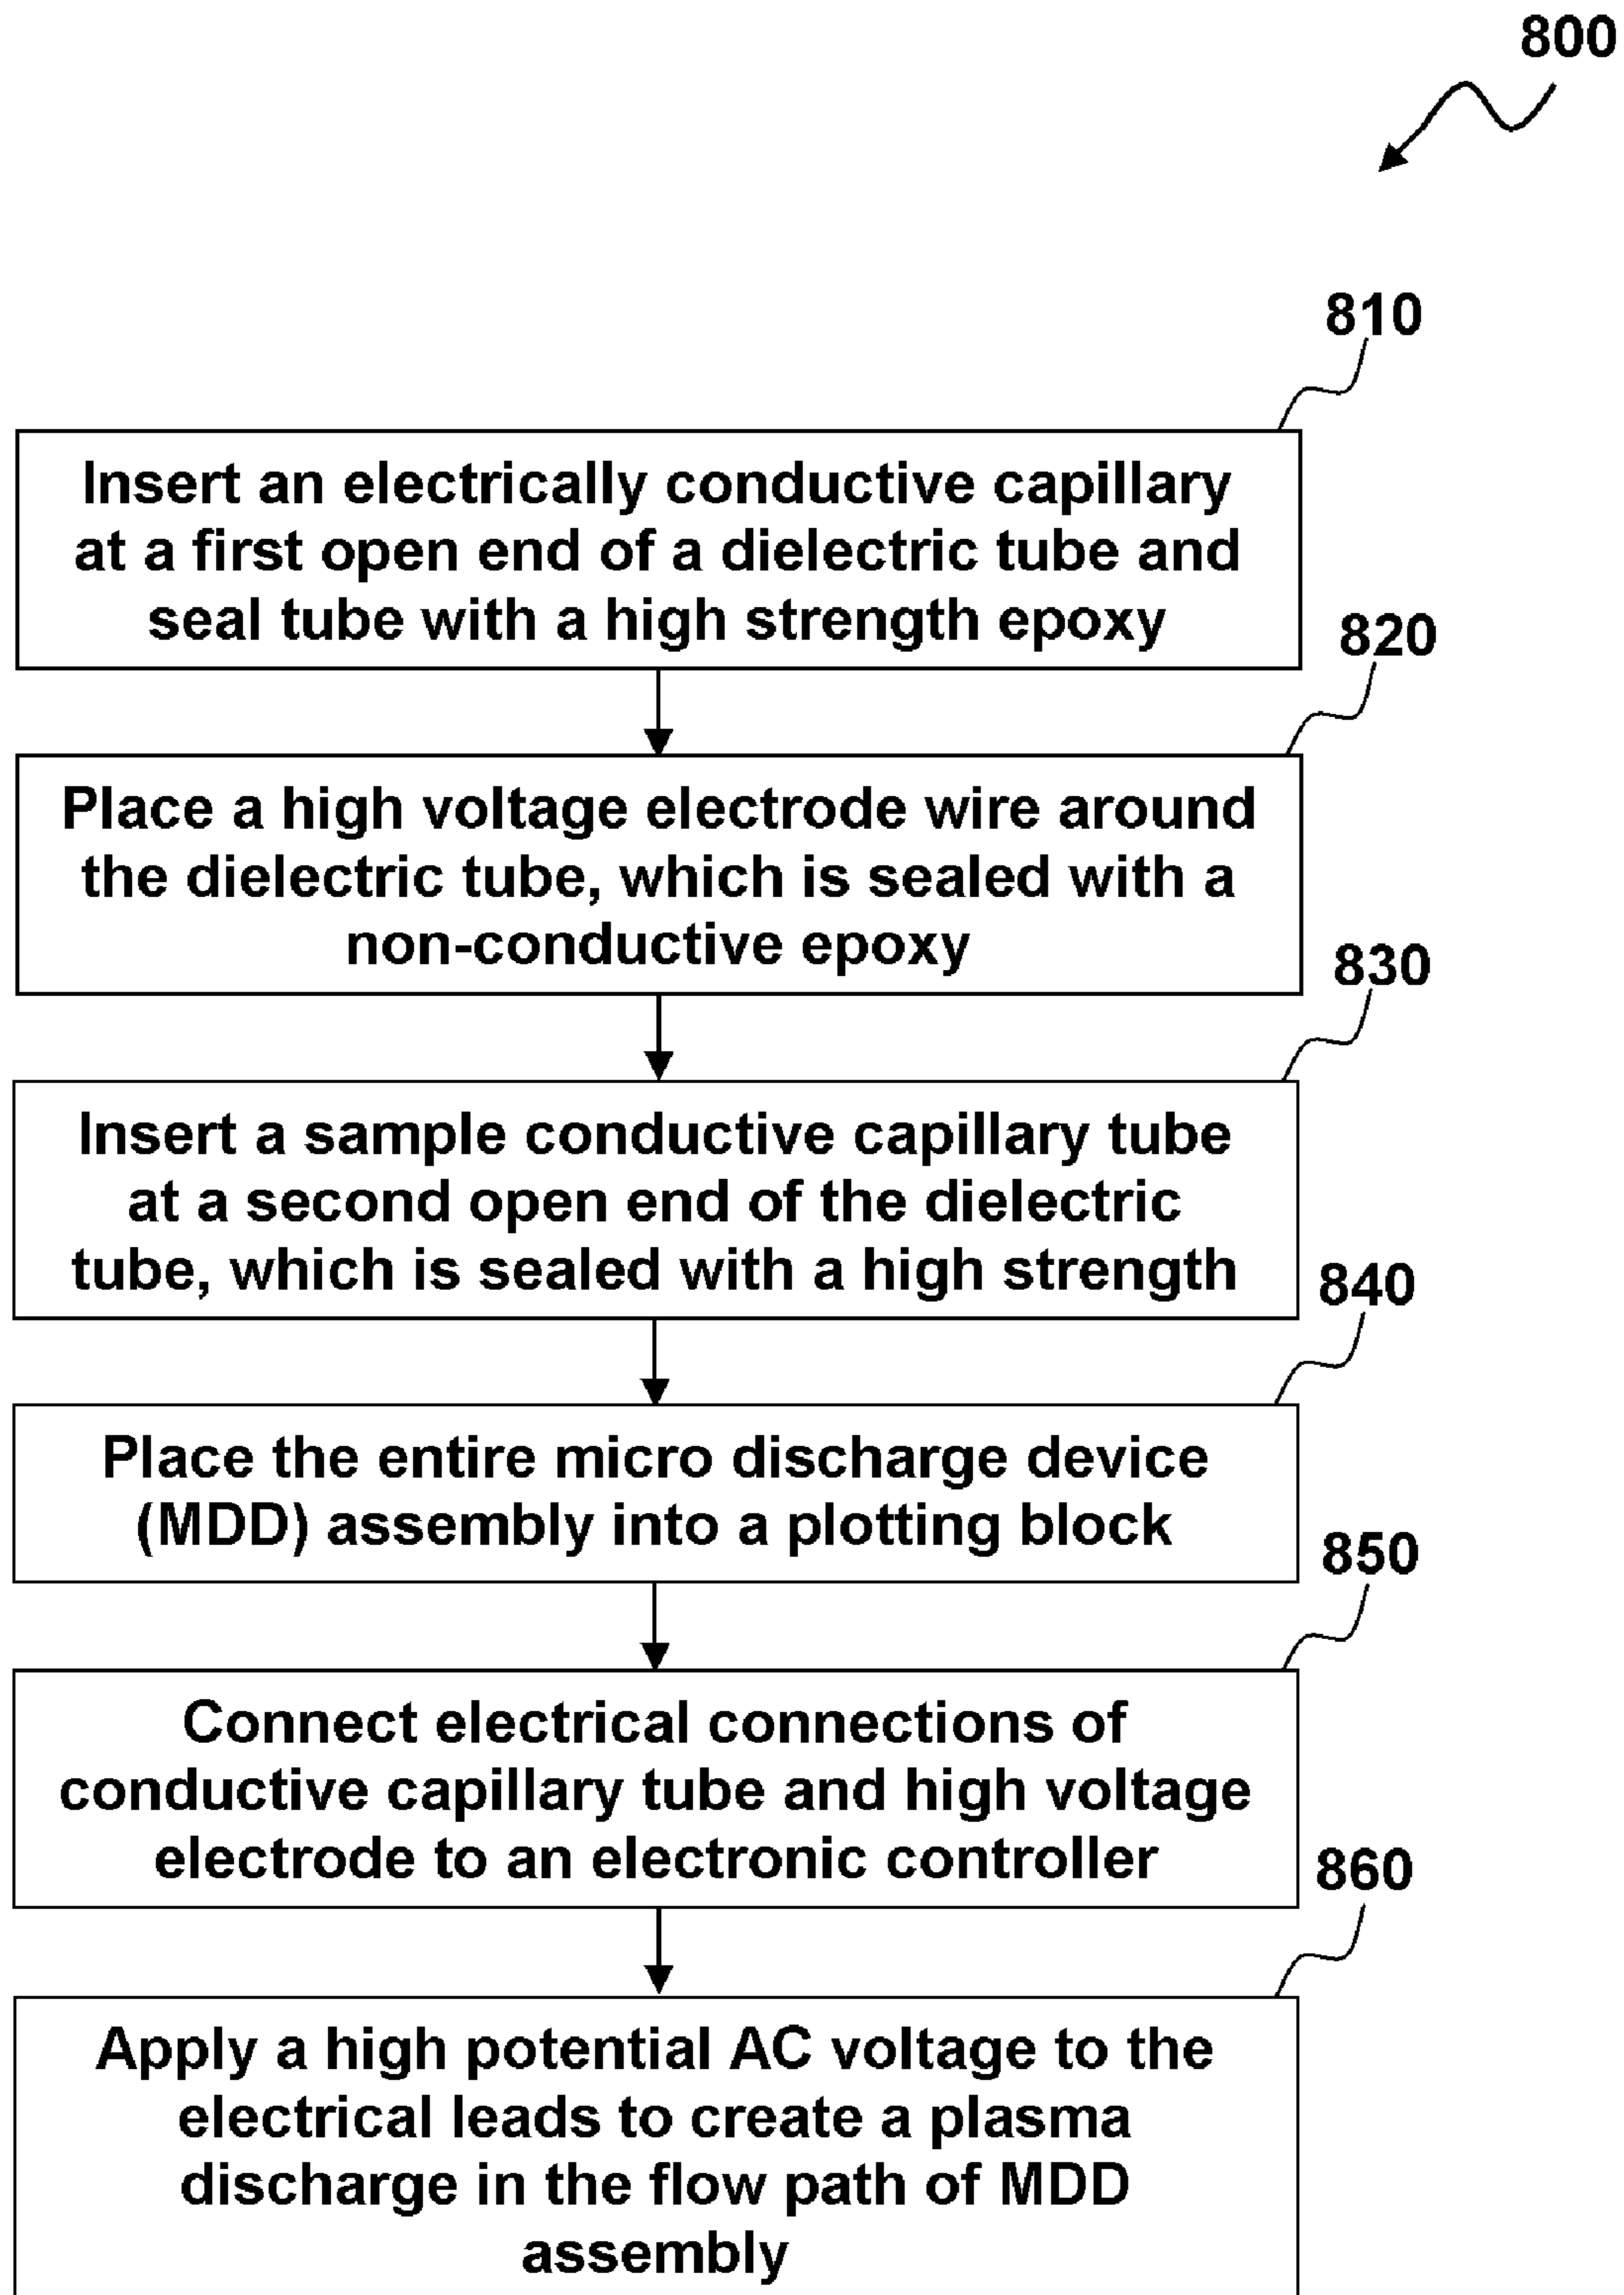 800
810
Insert an electrically conductive capillary
at a first open end of a dielectric tube and
seal tube with a high strength epoxy
820
Place a high voltage electrode wire around
the dielectric tube, which is sealed with a
non-conductive epoxy
830
Insert a sample conductive capillary tube
at a second open end of the dielectric
tube, which is sealed with a high strength
840
Place the entire micro discharge device
(MDD) assembly into a plotting block
850
Connect electrical connections of
conductive capillary tube and high voltage
electrode to an electronic controller
860
Apply a high potential AC voltage to the
electrical leads to create a plasma
discharge in the flow path of MDD
assembly